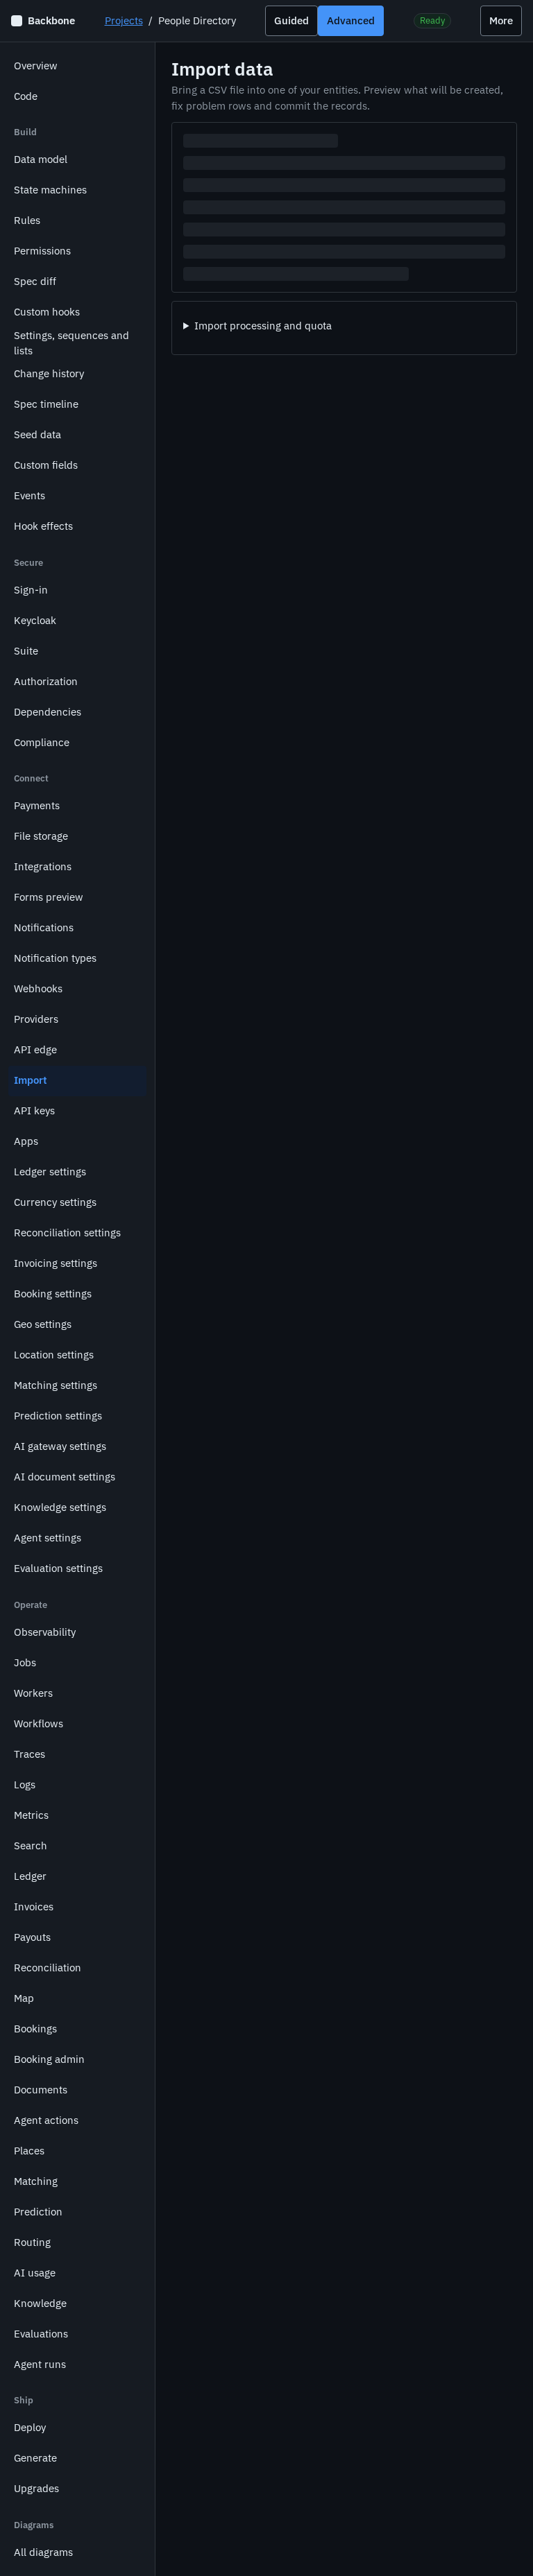 Backbone
Projects / People Directory
Guided
Advanced
Ready
More
Overview
Code
Build
Data model
State machines
Rules
Permissions
Spec diff
Custom hooks
Settings, sequences and
lists
Change history
Spec timeline
Seed data
Custom fields
Events
Hook effects
Secure
Sign-in
Keycloak
Suite
Authorization
Dependencies
Compliance
Connect
Payments
File storage
Integrations
Forms preview
Notifications
Notification types
Webhooks
Providers
API edge
Import
API keys
Apps
Ledger settings
Currency settings
Reconciliation settings
Invoicing settings
Booking settings
Geo settings
Location settings
Matching settings
Prediction settings
AI gateway settings
AI document settings
Knowledge settings
Agent settings
Evaluation settings
Operate
Observability
Jobs
Workers
Workflows
Traces
Logs
Metrics
Search
Ledger
Invoices
Payouts
Reconciliation
Map
Bookings
Booking admin
Documents
Agent actions
Places
Matching
Prediction
Routing
AI usage
Knowledge
Evaluations
Agent runs
Ship
Deploy
Generate
Upgrades
Diagrams
All diagrams
Import data
Bring a CSV file into one of your entities. Preview what will be created,
fix problem rows and commit the records.
Import processing and quota